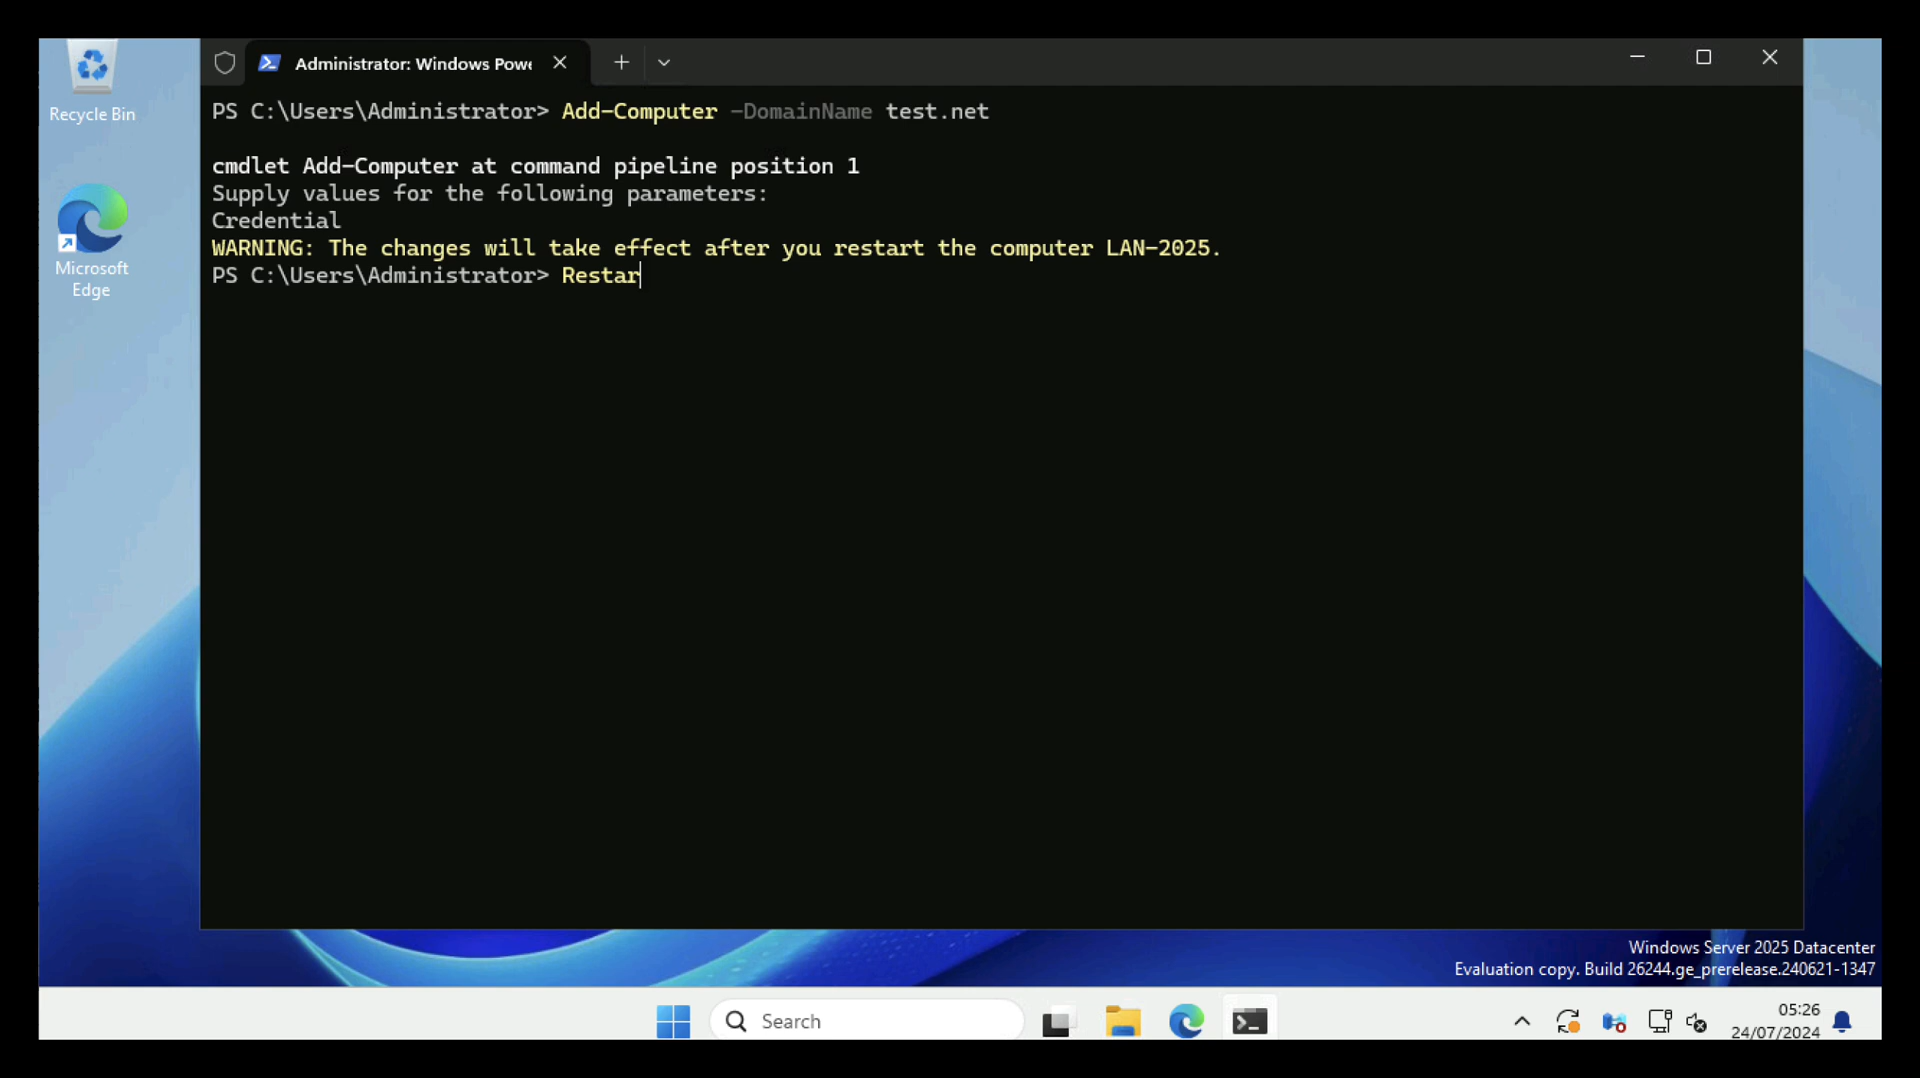 Recycle Bin
Microsoft
Edge
Administrator: Windows Powe
PS C:\Users\Administrator> Add-Computer -DomainName test.net
cmdlet Add-Computer at command pipeline position 1
Supply values for the following parameters:
Credential
WARNING: The changes will take effect after you restart the computer LAN-2025.
PS C:\Users\Administrator> Restar
Windows Server 2025 Datacenter
Evaluation copy. Build 26244.ge_prerelease.240621-1347
Search
05:26
24/07/2024